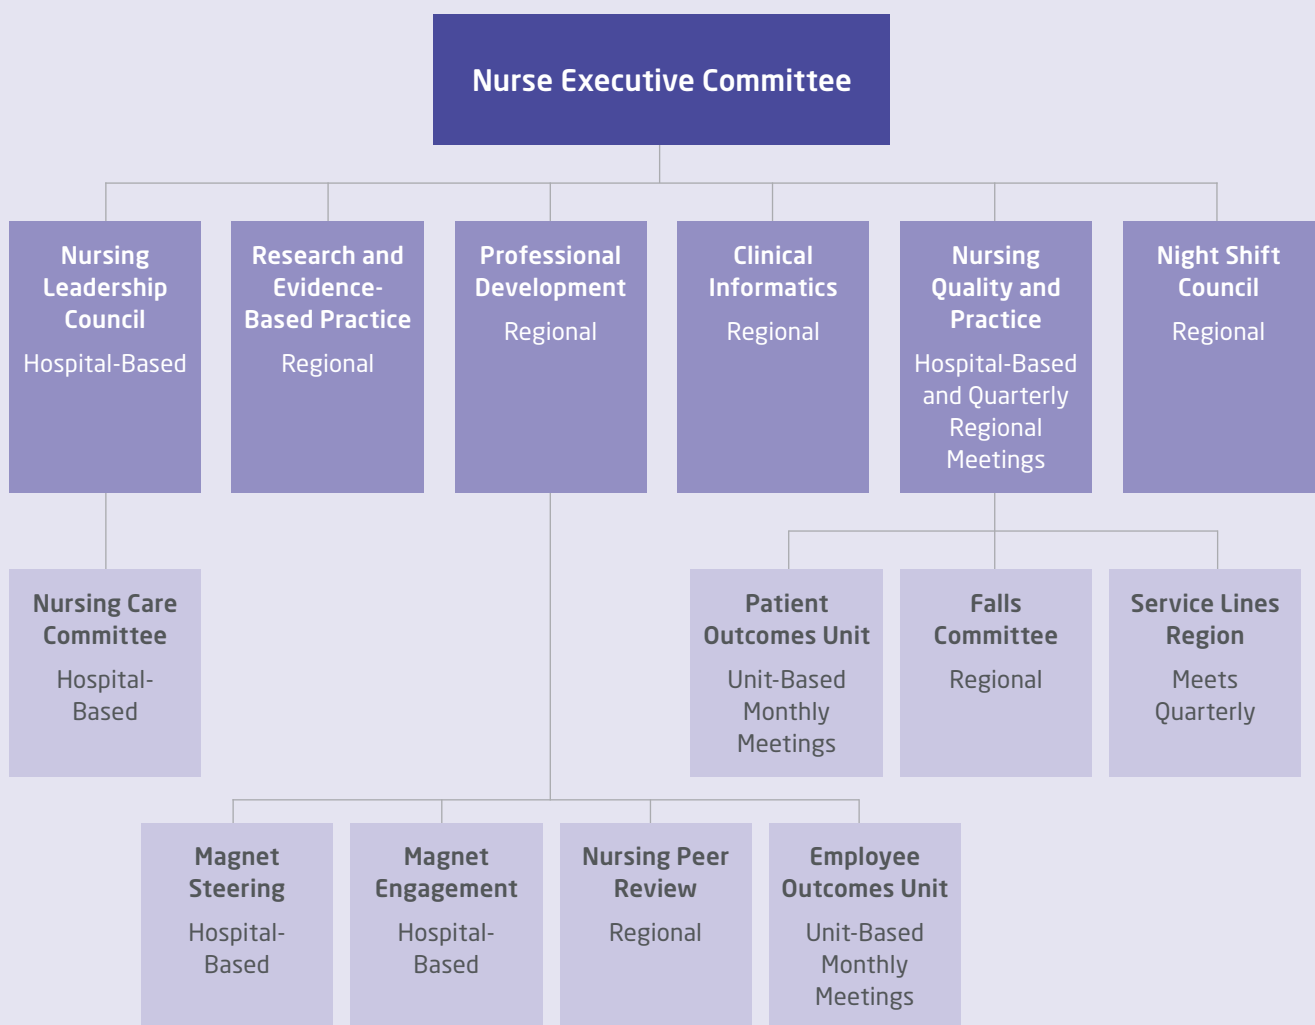 Nurse Executive Committee
Nursing
Leadership
Council
Hospital-Based
Research and
Evidence-
Based Practice
Regional
Professional
Development
Regional
Clinical
Informatics
Regional
Nursing
Quality and
Practice
Hospital-Based
and Quarterly
Regional
Meetings
Night Shift
Council
Regional
Nursing Care
Committee
Hospital-
Based
Patient
Outcomes Unit
Unit-Based
Monthly
Meetings
Falls
Committee
Regional
Service Lines
Region
Meets
Quarterly
Magnet
Steering
Hospital-
Based
Magnet
Engagement
Hospital-
Based
Nursing Peer
Review
Regional
Employee
Outcomes Unit
Unit-Based
Monthly
Meetings